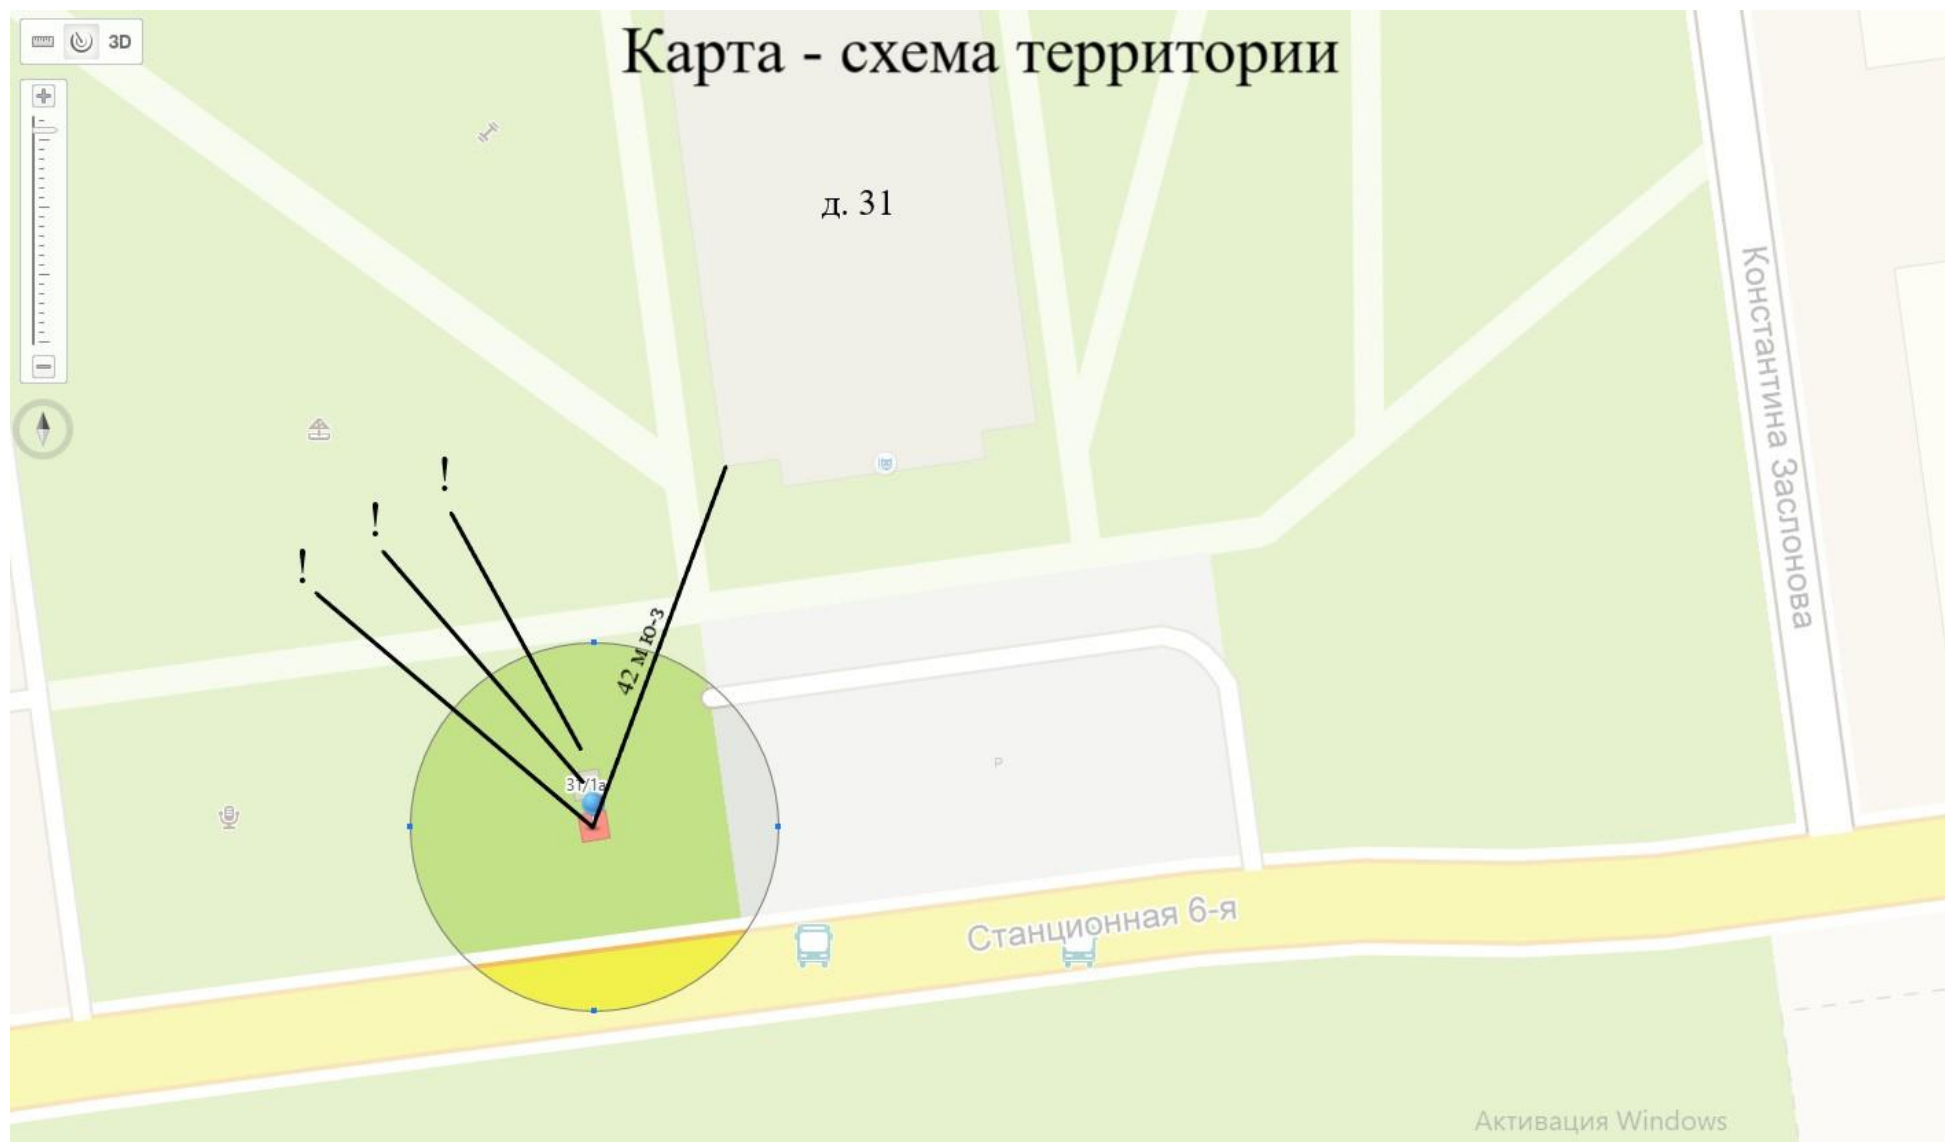 3D
Карта - схема территории
д. 31
Константина Заслонова
!
!
!
42 м Ю-З
31/1а
P
Станционная 6-я
Активация Windows